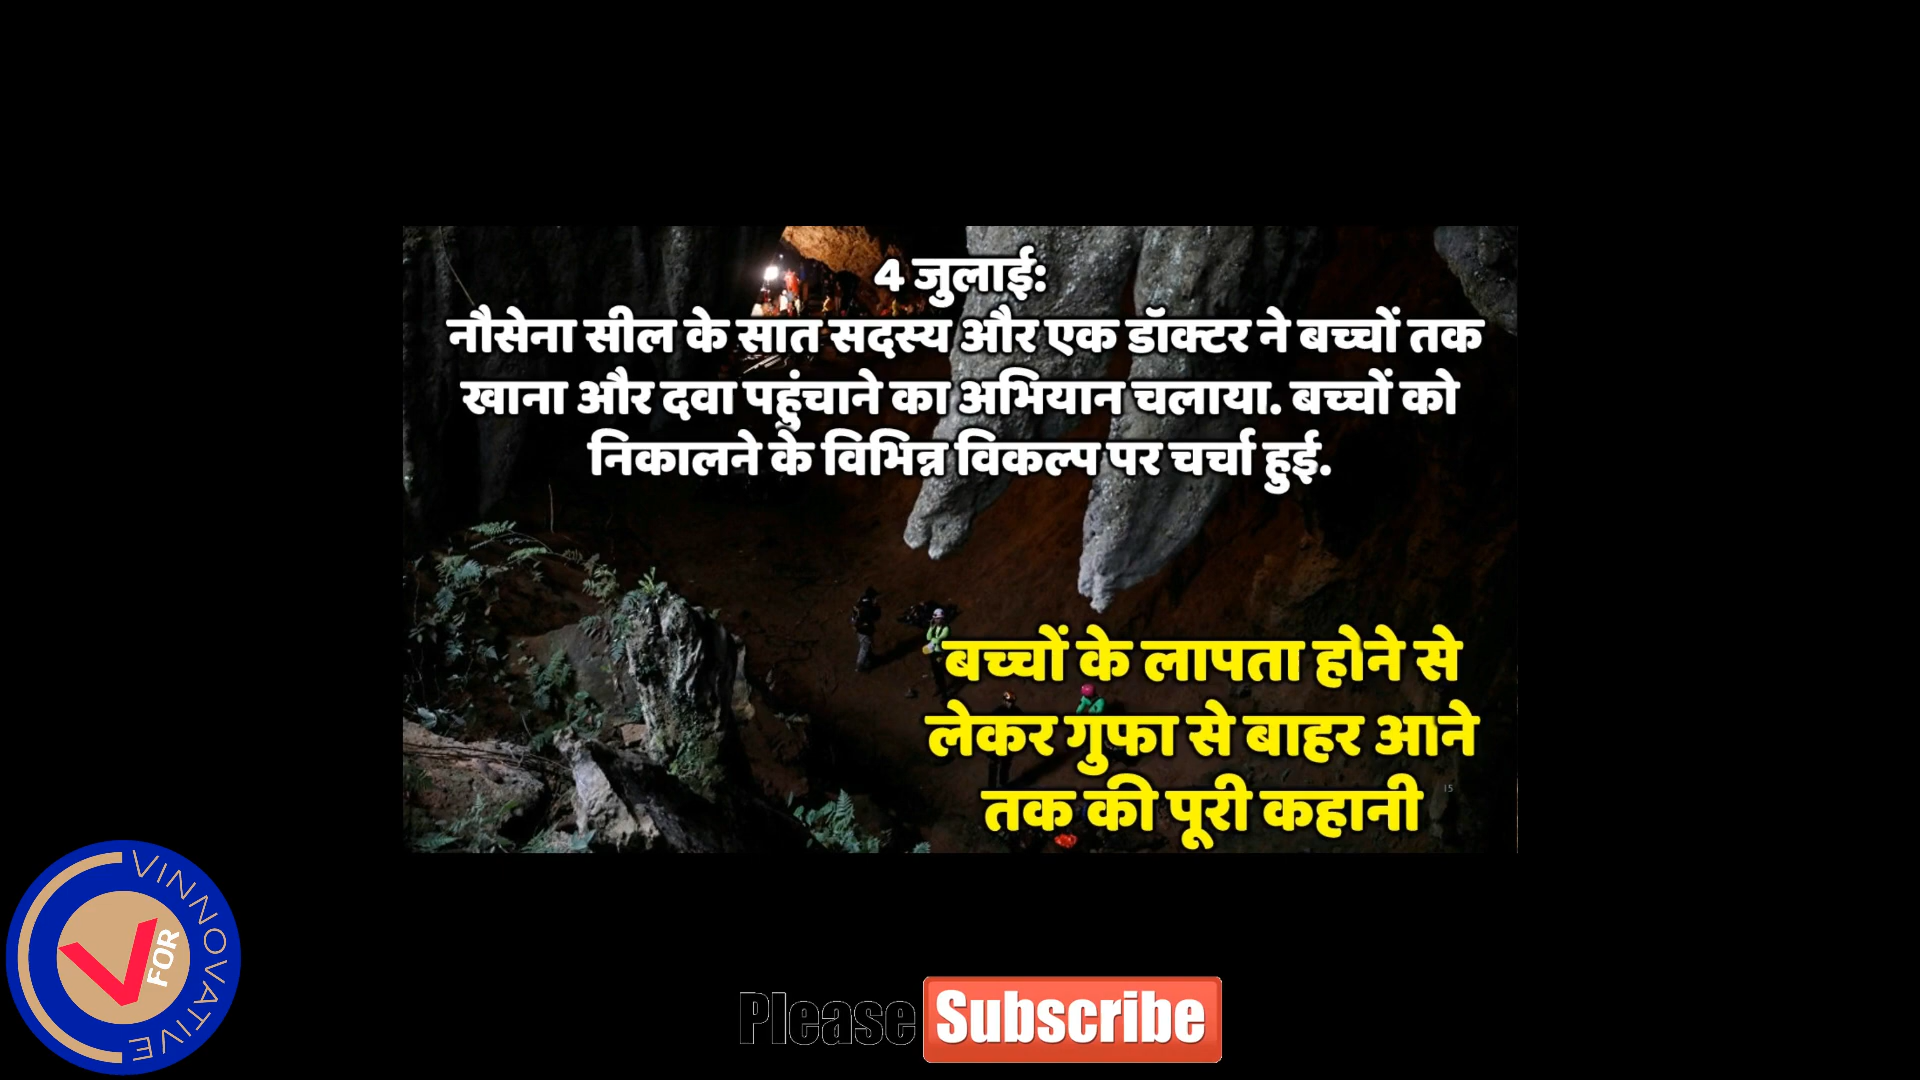 4 जुलाई:
नौसेना सील के सात सदस्य और एक डॉक्टर ने बच्चों तक
खाना और दवा पहुंचाने का अभियान चलाया. बच्चों को
निकालने के विभिन्न विकल्प पर चर्चा हुई.
बच्चों के लापता होने से
लेकर गुफा से बाहर आने
तक की पूरी कहानी
15
V FOR
VINNOVATIVE
Please Subscribe